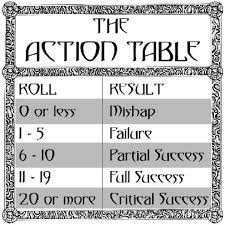 THE
ACTION TABLE
ROLL RESULT
0 or less Mishap
1 - 5 Failure
6 - 10 Partial Success
11 - 19 Full Success
20 or more Critical Success